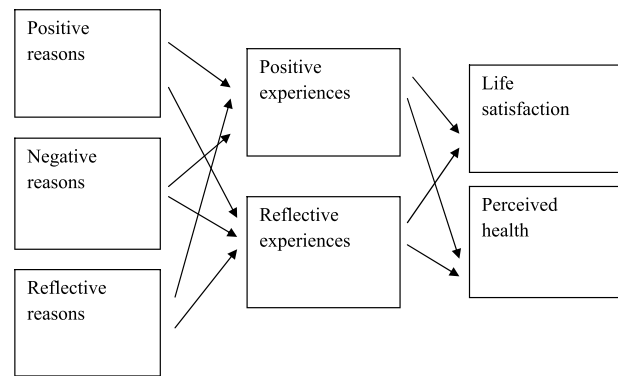 Positive
reasons
Negative
reasons
Reflective
reasons
Positive
experiences
Reflective
experiences
Life
satisfaction
Perceived
health